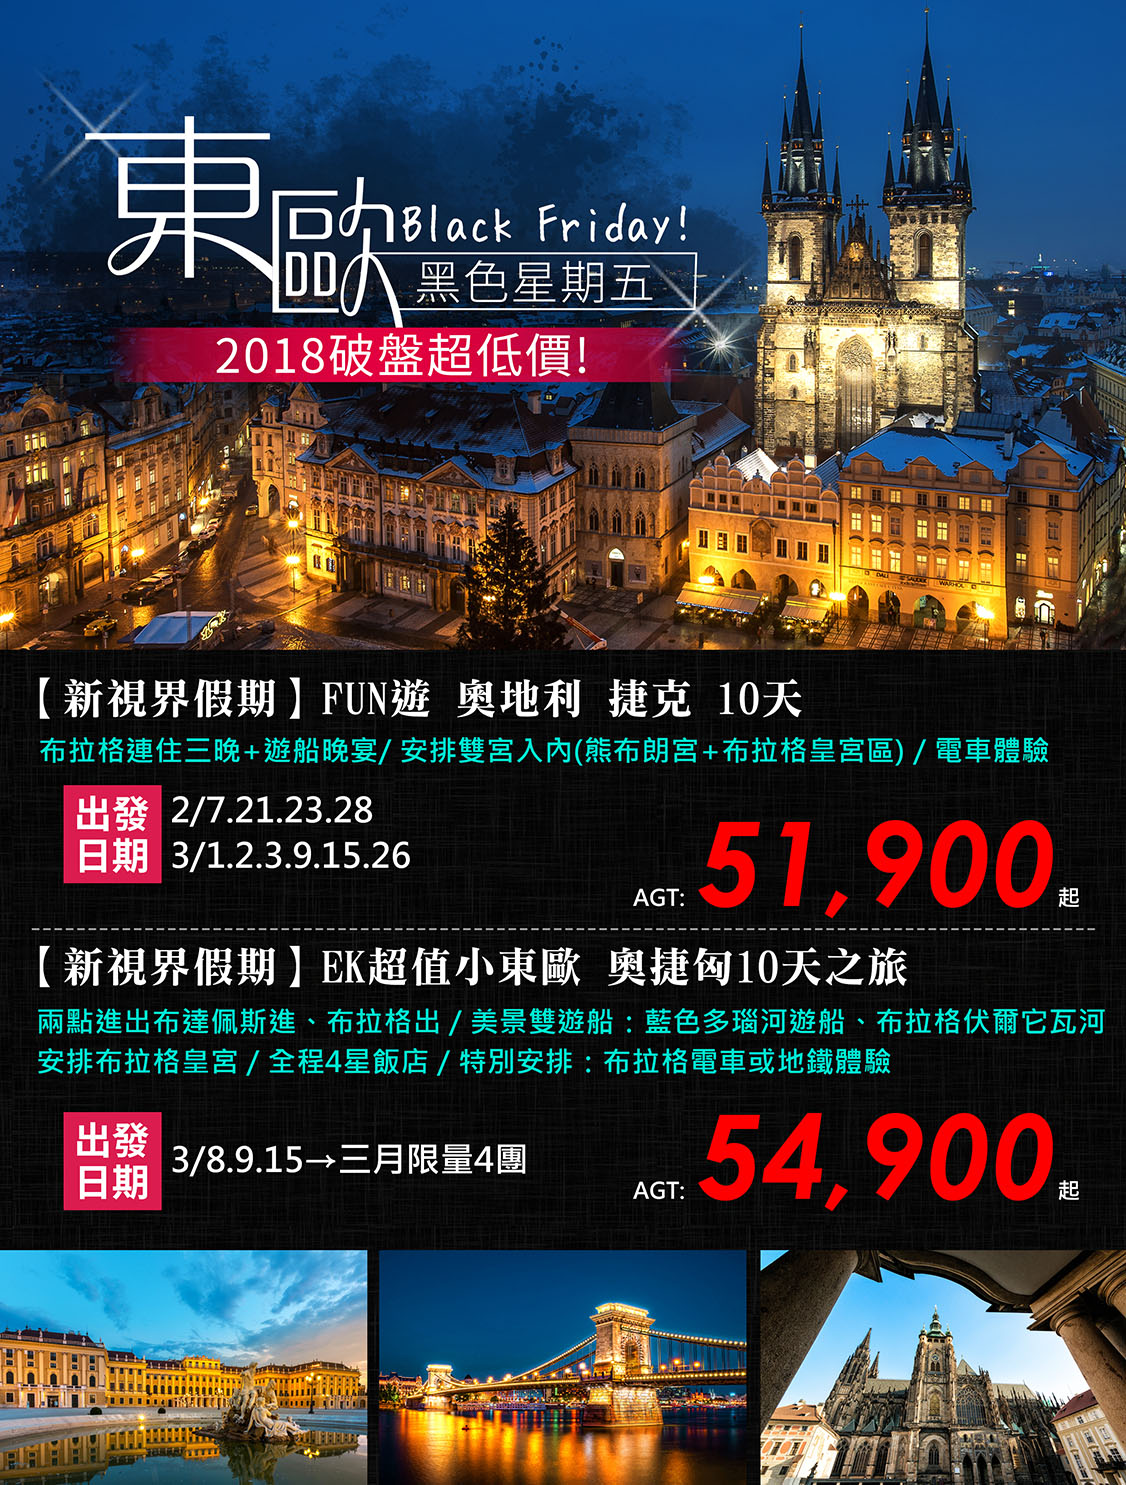 東歐 Black Friday!
黑色星期五
2018破盤超低價!
DALI WARHOL
【新視界假期】FUN遊 奧地利 捷克 10天
布拉格連住三晚+遊船晚宴/ 安排雙宮入內(熊布朗宮+布拉格皇宮區) / 電車體驗
出發日期
2/7.21.23.28
3/1.2.3.9.15.26
AGT: 51,900起
【新視界假期】EK超值小東歐 奧捷匈10天之旅
兩點進出布達佩斯進、布拉格出 / 美景雙遊船：藍色多瑙河遊船、布拉格伏爾它瓦河
安排布拉格皇宮 / 全程4星飯店 / 特別安排：布拉格電車或地鐵體驗
出發日期
3/8.9.15→三月限量4團
AGT: 54,900起